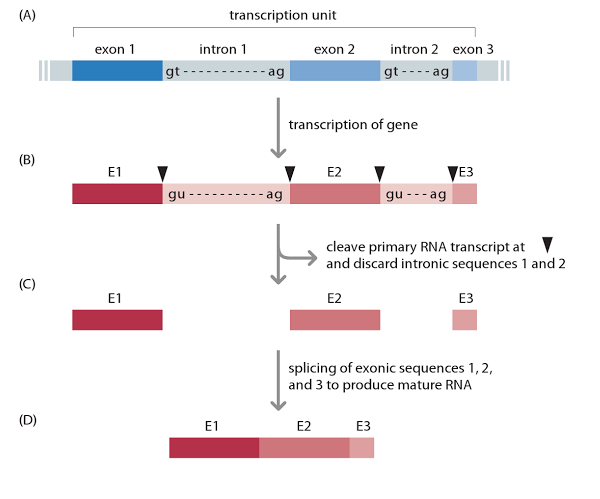 (A)
transcription unit
exon 1 intron 1 exon 2 intron 2 exon 3
gt - - - - - - - - - - - ag gt - - - - ag
transcription of gene
(B)
E1 E2 E3
gu - - - - - - - - - - ag gu - - - ag
cleave primary RNA transcript at
and discard intronic sequences 1 and 2
(C)
E1 E2 E3
splicing of exonic sequences 1, 2,
and 3 to produce mature RNA
(D)
E1 E2 E3